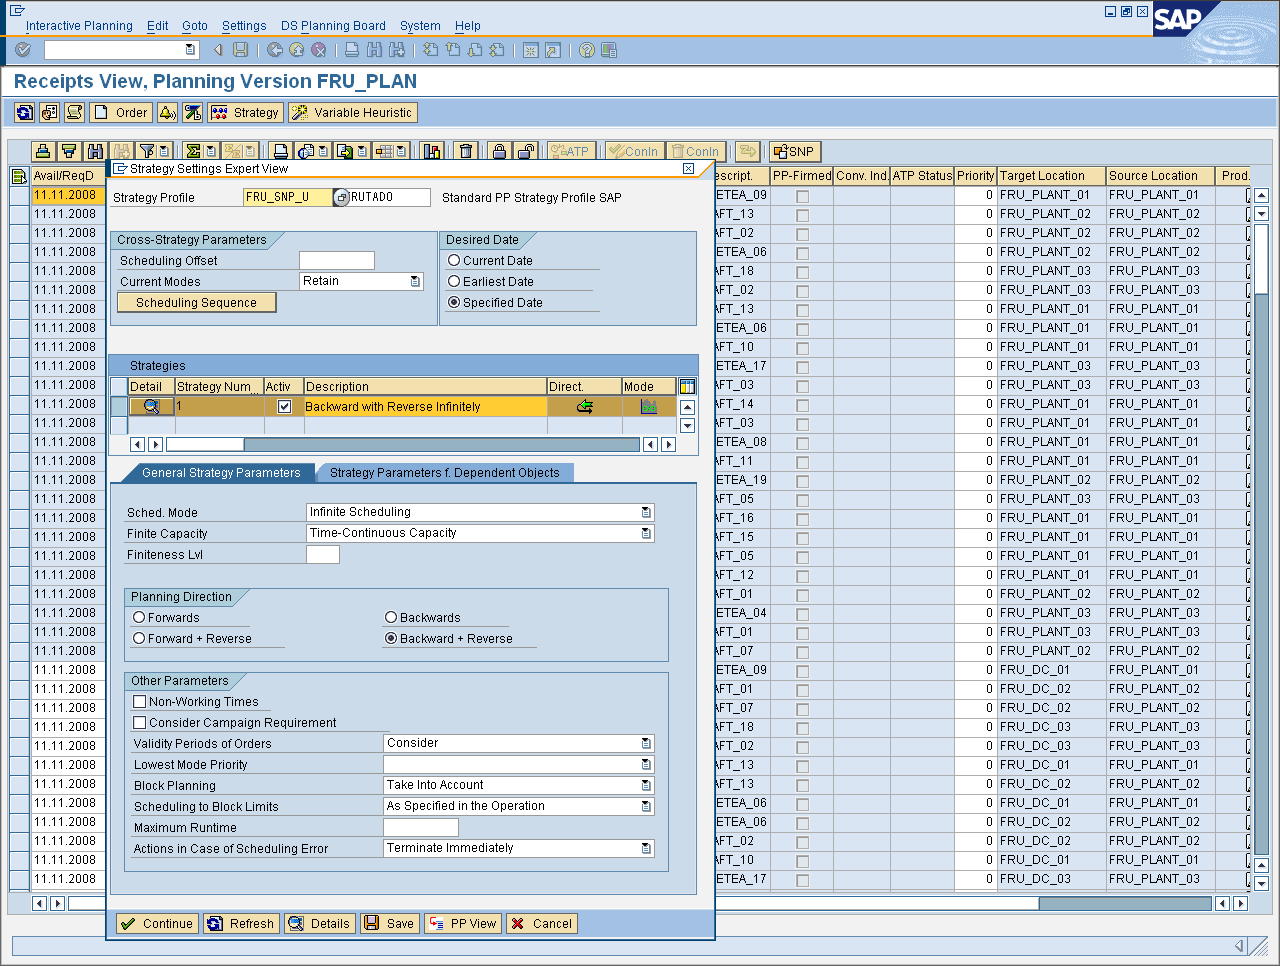 Interactive Planning Edit Goto Settings DS Planning Board System Help
SAP
Receipts View, Planning Version FRU_PLAN
Order Strategy Variable Heuristic
ATP ConIn ConIn SNP
Strategy Settings Expert View
Strategy Profile FRU_SNP_U RUTADO Standard PP Strategy Profile SAP
Cross-Strategy Parameters
Scheduling Offset
Current Modes Retain
Scheduling Sequence
Desired Date
Current Date
Earliest Date
Specified Date
Strategies
Detail Strategy Num... Activ Description Direct. Mode
1 Backward with Reverse Infinitely
General Strategy Parameters Strategy Parameters f. Dependent Objects
Sched. Mode Infinite Scheduling
Finite Capacity Time-Continuous Capacity
Finiteness Lvl
Planning Direction
Forwards Backwards
Forward + Reverse Backward + Reverse
Other Parameters
Non-Working Times
Consider Campaign Requirement
Validity Periods of Orders Consider
Lowest Mode Priority
Block Planning Take Into Account
Scheduling to Block Limits As Specified in the Operation
Maximum Runtime
Actions in Case of Scheduling Error Terminate Immediately
Continue Refresh Details Save PP View Cancel
Avail/ReqD escript. PP-Firmed Conv. Ind. ATP Status Priority Target Location Source Location Prod.
11.11.2008 ETEA_09 0 FRU_PLANT_01 FRU_PLANT_01
11.11.2008 AFT_13 0 FRU_PLANT_02 FRU_PLANT_02
11.11.2008 AFT_02 0 FRU_PLANT_02 FRU_PLANT_02
11.11.2008 ETEA_06 0 FRU_PLANT_02 FRU_PLANT_02
11.11.2008 AFT_18 0 FRU_PLANT_03 FRU_PLANT_03
11.11.2008 AFT_02 0 FRU_PLANT_03 FRU_PLANT_03
11.11.2008 AFT_13 0 FRU_PLANT_01 FRU_PLANT_01
11.11.2008 ETEA_06 0 FRU_PLANT_01 FRU_PLANT_01
11.11.2008 AFT_10 0 FRU_PLANT_01 FRU_PLANT_01
11.11.2008 ETEA_17 0 FRU_PLANT_03 FRU_PLANT_03
11.11.2008 AFT_03 0 FRU_PLANT_03 FRU_PLANT_03
11.11.2008 AFT_14 0 FRU_PLANT_01 FRU_PLANT_01
11.11.2008 AFT_03 0 FRU_PLANT_01 FRU_PLANT_01
11.11.2008 ETEA_08 0 FRU_PLANT_01 FRU_PLANT_01
11.11.2008 AFT_11 0 FRU_PLANT_01 FRU_PLANT_01
11.11.2008 ETEA_19 0 FRU_PLANT_02 FRU_PLANT_02
11.11.2008 AFT_05 0 FRU_PLANT_03 FRU_PLANT_03
11.11.2008 AFT_16 0 FRU_PLANT_01 FRU_PLANT_01
11.11.2008 AFT_15 0 FRU_PLANT_01 FRU_PLANT_01
11.11.2008 AFT_05 0 FRU_PLANT_01 FRU_PLANT_01
11.11.2008 AFT_12 0 FRU_PLANT_01 FRU_PLANT_01
11.11.2008 AFT_01 0 FRU_PLANT_02 FRU_PLANT_02
11.11.2008 ETEA_04 0 FRU_PLANT_03 FRU_PLANT_03
11.11.2008 AFT_01 0 FRU_PLANT_03 FRU_PLANT_03
11.11.2008 AFT_07 0 FRU_PLANT_02 FRU_PLANT_02
11.11.2008 ETEA_09 0 FRU_DC_01 FRU_PLANT_01
11.11.2008 AFT_01 0 FRU_DC_02 FRU_PLANT_02
11.11.2008 AFT_07 0 FRU_DC_02 FRU_PLANT_02
11.11.2008 AFT_18 0 FRU_DC_03 FRU_PLANT_03
11.11.2008 AFT_02 0 FRU_DC_03 FRU_PLANT_03
11.11.2008 AFT_13 0 FRU_DC_01 FRU_PLANT_01
11.11.2008 AFT_13 0 FRU_DC_02 FRU_PLANT_02
11.11.2008 ETEA_06 0 FRU_DC_01 FRU_PLANT_01
11.11.2008 ETEA_06 0 FRU_DC_02 FRU_PLANT_02
11.11.2008 AFT_02 0 FRU_DC_02 FRU_PLANT_02
11.11.2008 AFT_10 0 FRU_DC_01 FRU_PLANT_01
11.11.2008 ETEA_17 0 FRU_DC_03 FRU_PLANT_03